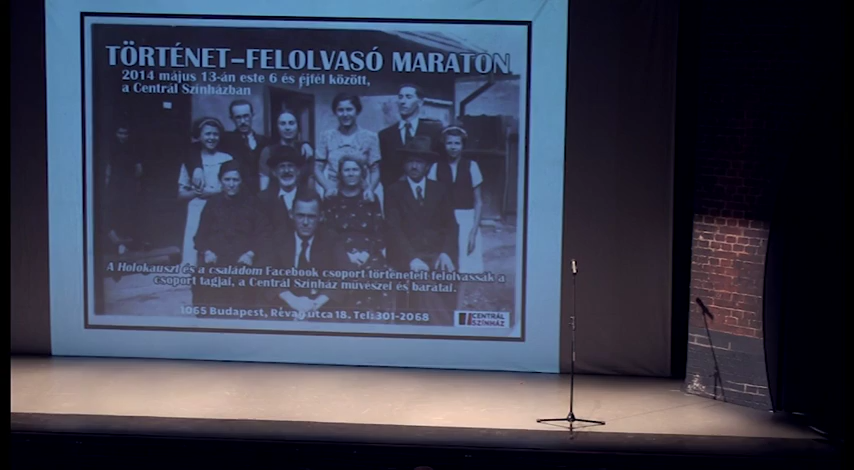 TÖRTÉNET–FELOLVASÓ MARATON
2014 május 13-án este 6 és éjfél között,
a Centrál Színházban
A Holokauszt és a családom Facebook csoport történeteit felolvassák a
csoport tagjai, a Centrál Színház művészei és barátai.
1065 Budapest, Révay utca 18. Tel:301-2068
CENTRÁL
SZÍNHÁZ